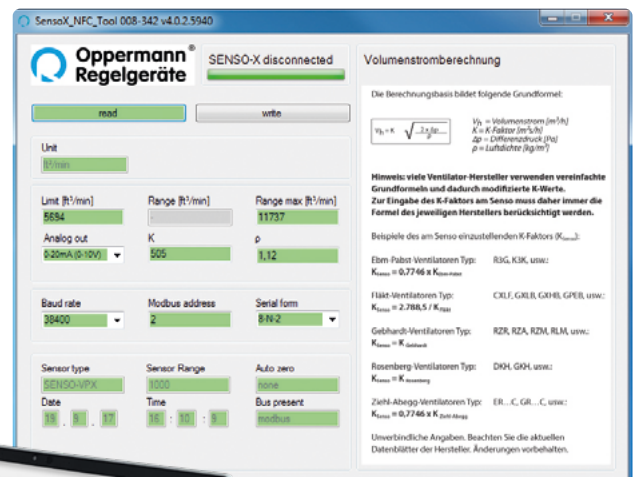 SensoX_NFC_Tool 008-342 v4.0.2.5940
Oppermann®
Regelgeräte
SENSO-X disconnected
read
write
Unit
ft³/min
Limit [ft³/min]
Range [ft³/min]
Range max [ft³/min]
5694
-
11737
Analog out
K
ρ
0-20mA (0-10V)
505
1,12
Baud rate
Modbus address
Serial form
38400
2
8-N-2
Sensor type
Sensor Range
Auto zero
SENSO-VPX
1000
none
Date
Time
Bus present
19 . 9 . 17
16 : 10 : 9
modbus
Volumenstromberechnung
Die Berechnungsbasis bildet folgende Grundformel:
V̇h = K √ 2 * Δp / ρ
V̇h = Volumenstrom [m³/h]
K = K-Faktor [m²s/h]
Δp = Differenzdruck [Pa]
ρ = Luftdichte [kg/m³]
Hinweis: viele Ventilator-Hersteller verwenden vereinfachte
Grundformeln und dadurch modifizierte K-Werte.
Zur Eingabe des K-Faktors am Senso muss daher immer die
Formel des jeweiligen Herstellers berücksichtigt werden.
Beispiele des am Senso einzustellenden K-Faktors (KSenso):
Ebm-Pabst-Ventilatoren Typ: R3G, K3K, usw.:
KSenso = 0,7746 x KEbm-Pabst
Fläkt-Ventilatoren Typ: CXLF, GXLB, GXHB, GPEB, usw.:
KSenso = 2.788,5 / KFläkt
Gebhardt-Ventilatoren Typ: RZR, RZA, RZM, RLM, usw.:
KSenso = K Gebhardt
Rosenberg-Ventilatoren Typ: DKH, GKH, usw.:
KSenso = K Rosenberg
Ziehl-Abegg-Ventilatoren Typ: ER…C, GR…C, usw.:
KSenso = 0,7746 x K Ziehl-Abegg
Unverbindliche Angaben. Beachten Sie die aktuellen
Datenblätter der Hersteller. Änderungen vorbehalten.